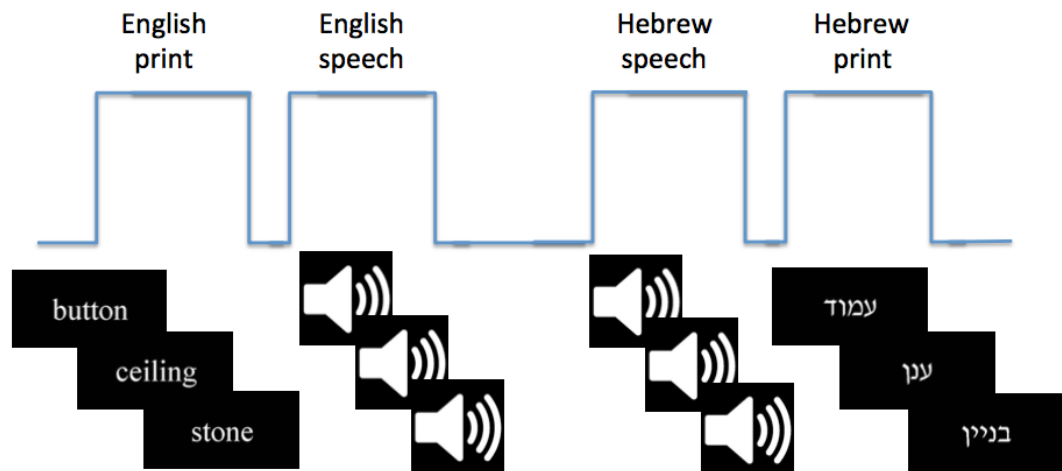 English
print
English
speech
Hebrew
speech
Hebrew
print
button
ceiling
stone
עמוד
ענן
בניין